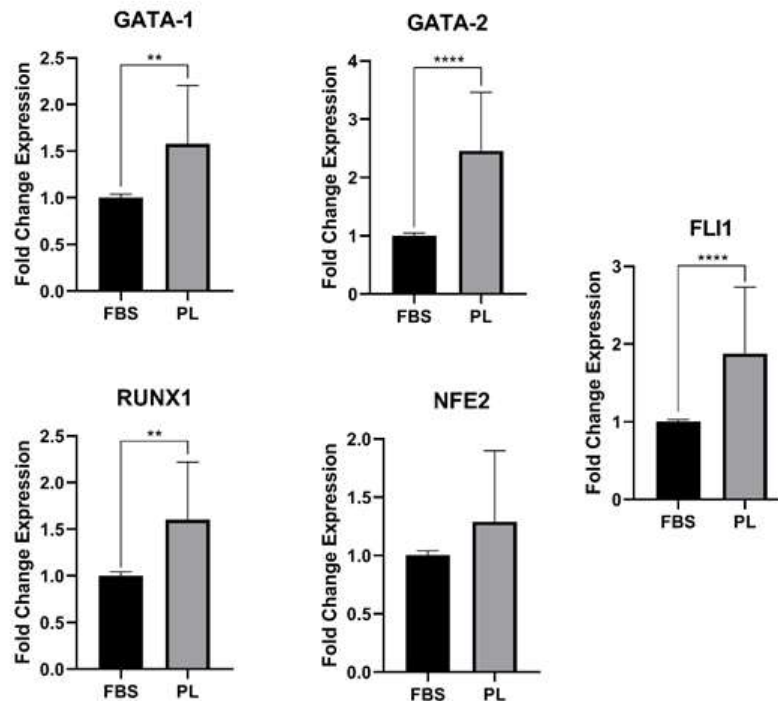 GATA-1
**
Fold Change Expression
2.5
2.0
1.5
1.0
0.5
0.0
FBS PL
GATA-2
****
Fold Change Expression
4
3
2
1
0
FBS PL
FLI1
****
Fold Change Expression
3
2
1
0
FBS PL
RUNX1
**
Fold Change Expression
2.5
2.0
1.5
1.0
0.5
0.0
FBS PL
NFE2
Fold Change Expression
2.0
1.5
1.0
0.5
0.0
FBS PL